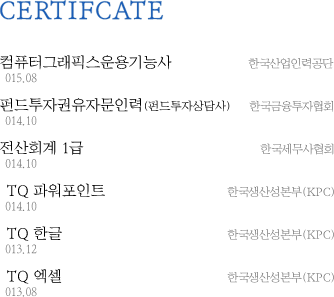 CERTIFCATE
컴퓨터그래픽스운용기능사 한국산업인력공단
015.08
펀드투자권유자문인력(펀드투자상담사) 한국금융투자협회
014.10
전산회계 1급 한국세무사협회
014.10
TQ 파워포인트 한국생산성본부(KPC)
014.10
TQ 한글 한국생산성본부(KPC)
013.12
TQ 엑셀 한국생산성본부(KPC)
013.08